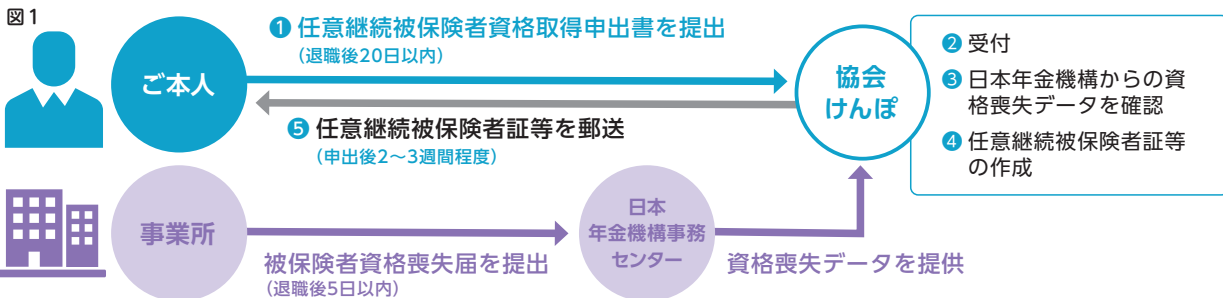 図1
❶ 任意継続被保険者資格取得申出書を提出
(退職後20日以内)
ご本人
協会
けんぽ
❷ 受付
❸ 日本年金機構からの資
格喪失データを確認
❹ 任意継続被保険者証等
の作成
❺ 任意継続被保険者証等を郵送
(申出後2〜3週間程度)
事業所
被保険者資格喪失届を提出
(退職後5日以内)
日本
年金機構事務
センター
資格喪失データを提供